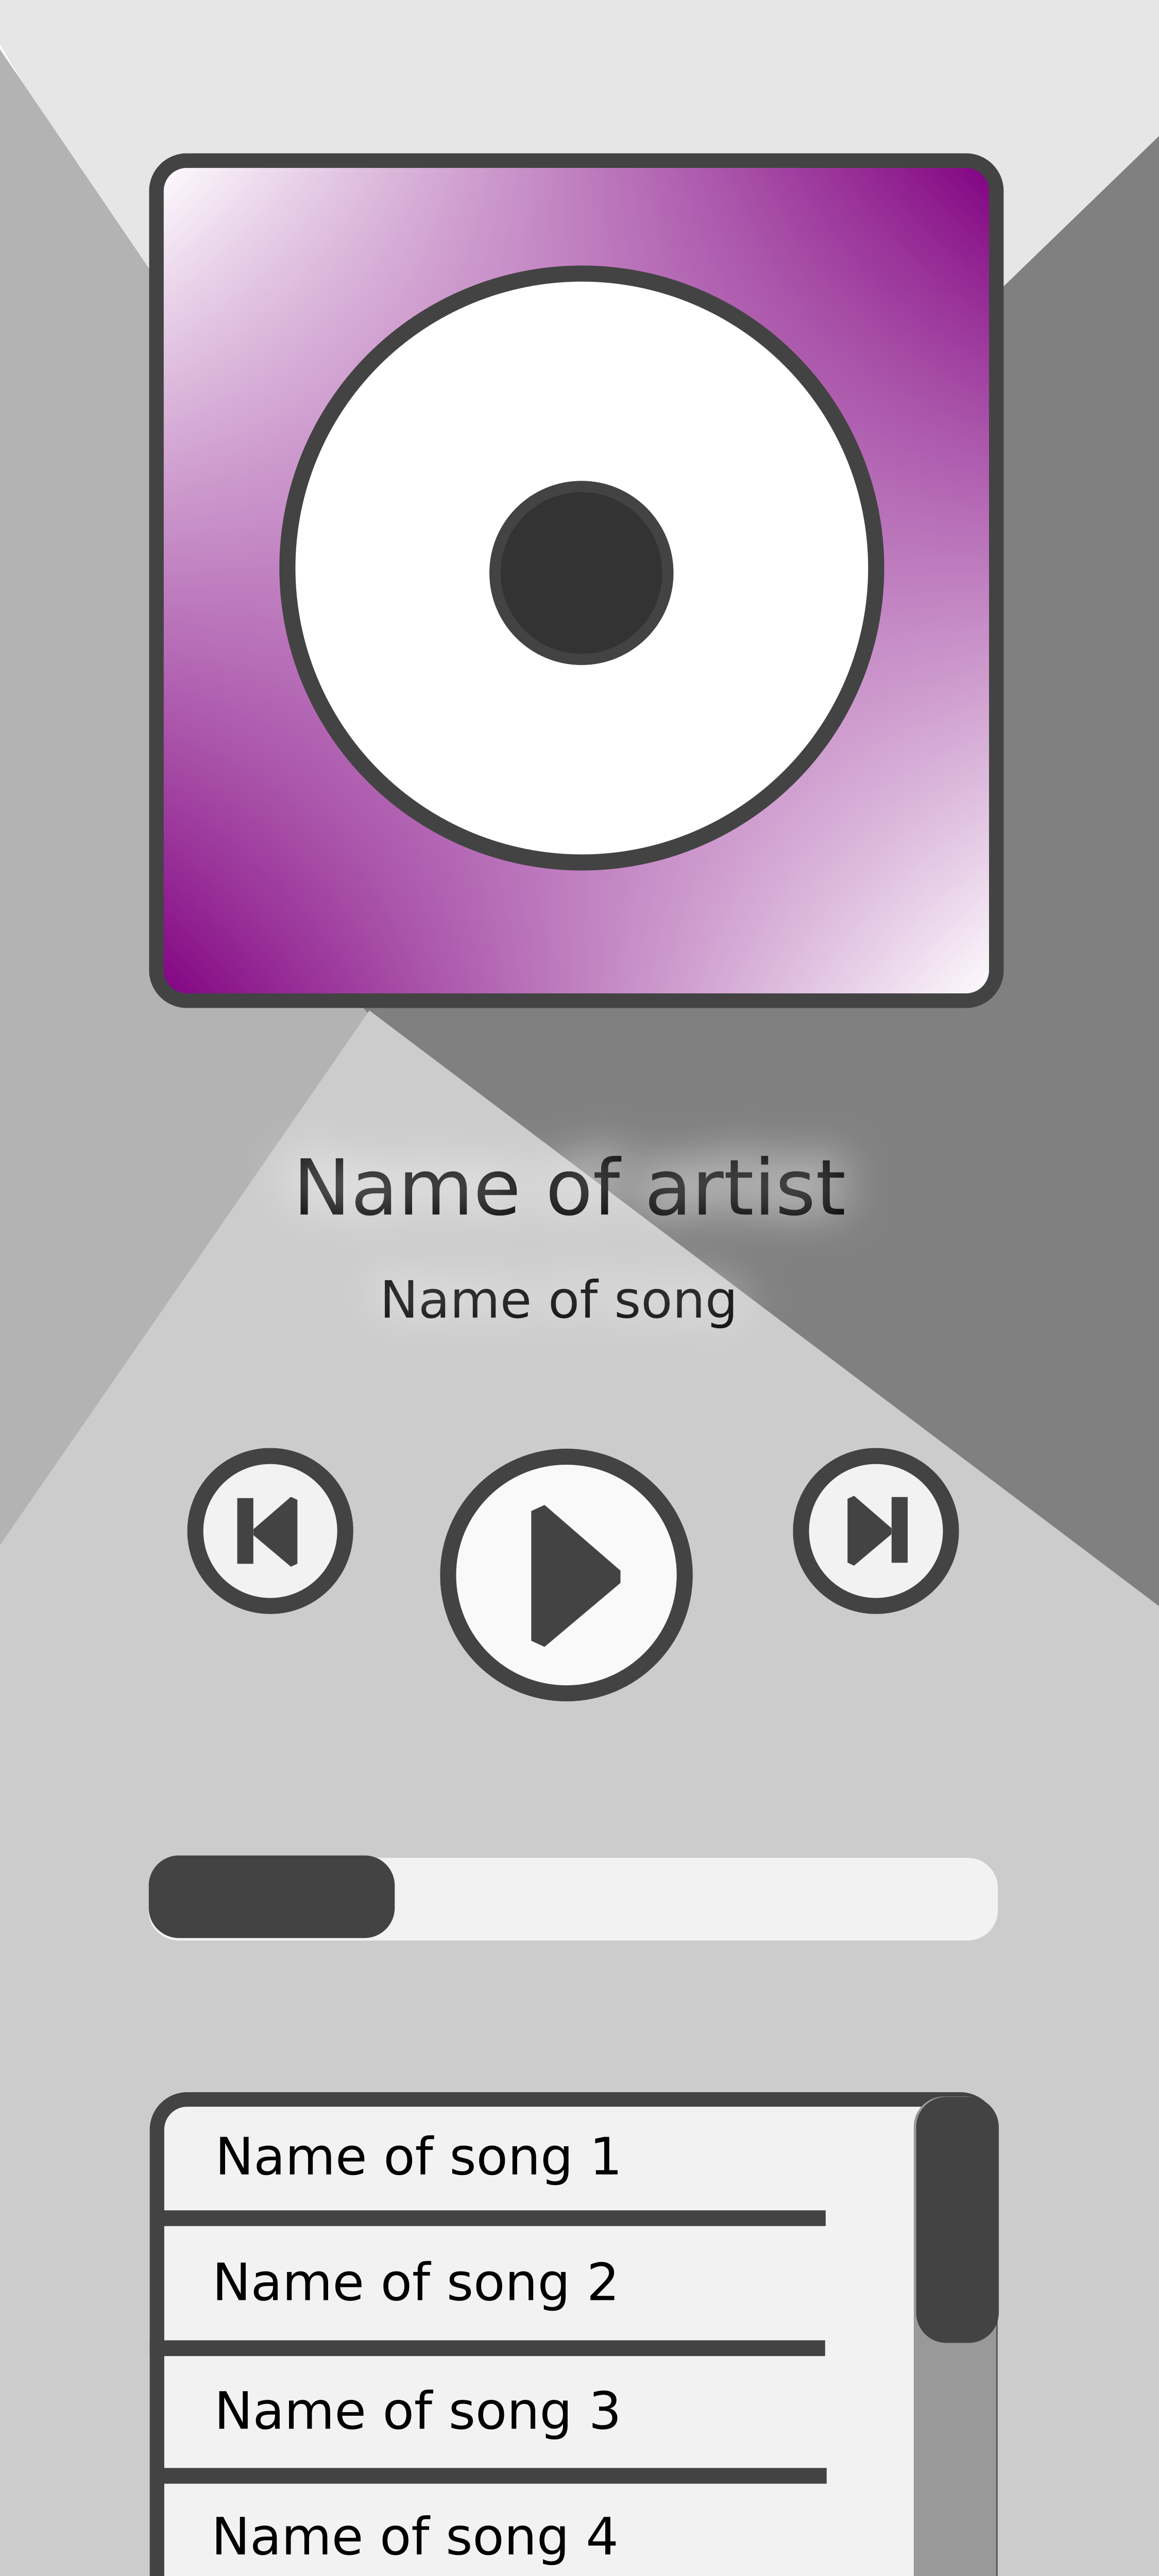 Name of artist
Name of song
Name of song 1
Name of song 2
Name of song 3
Name of song 4